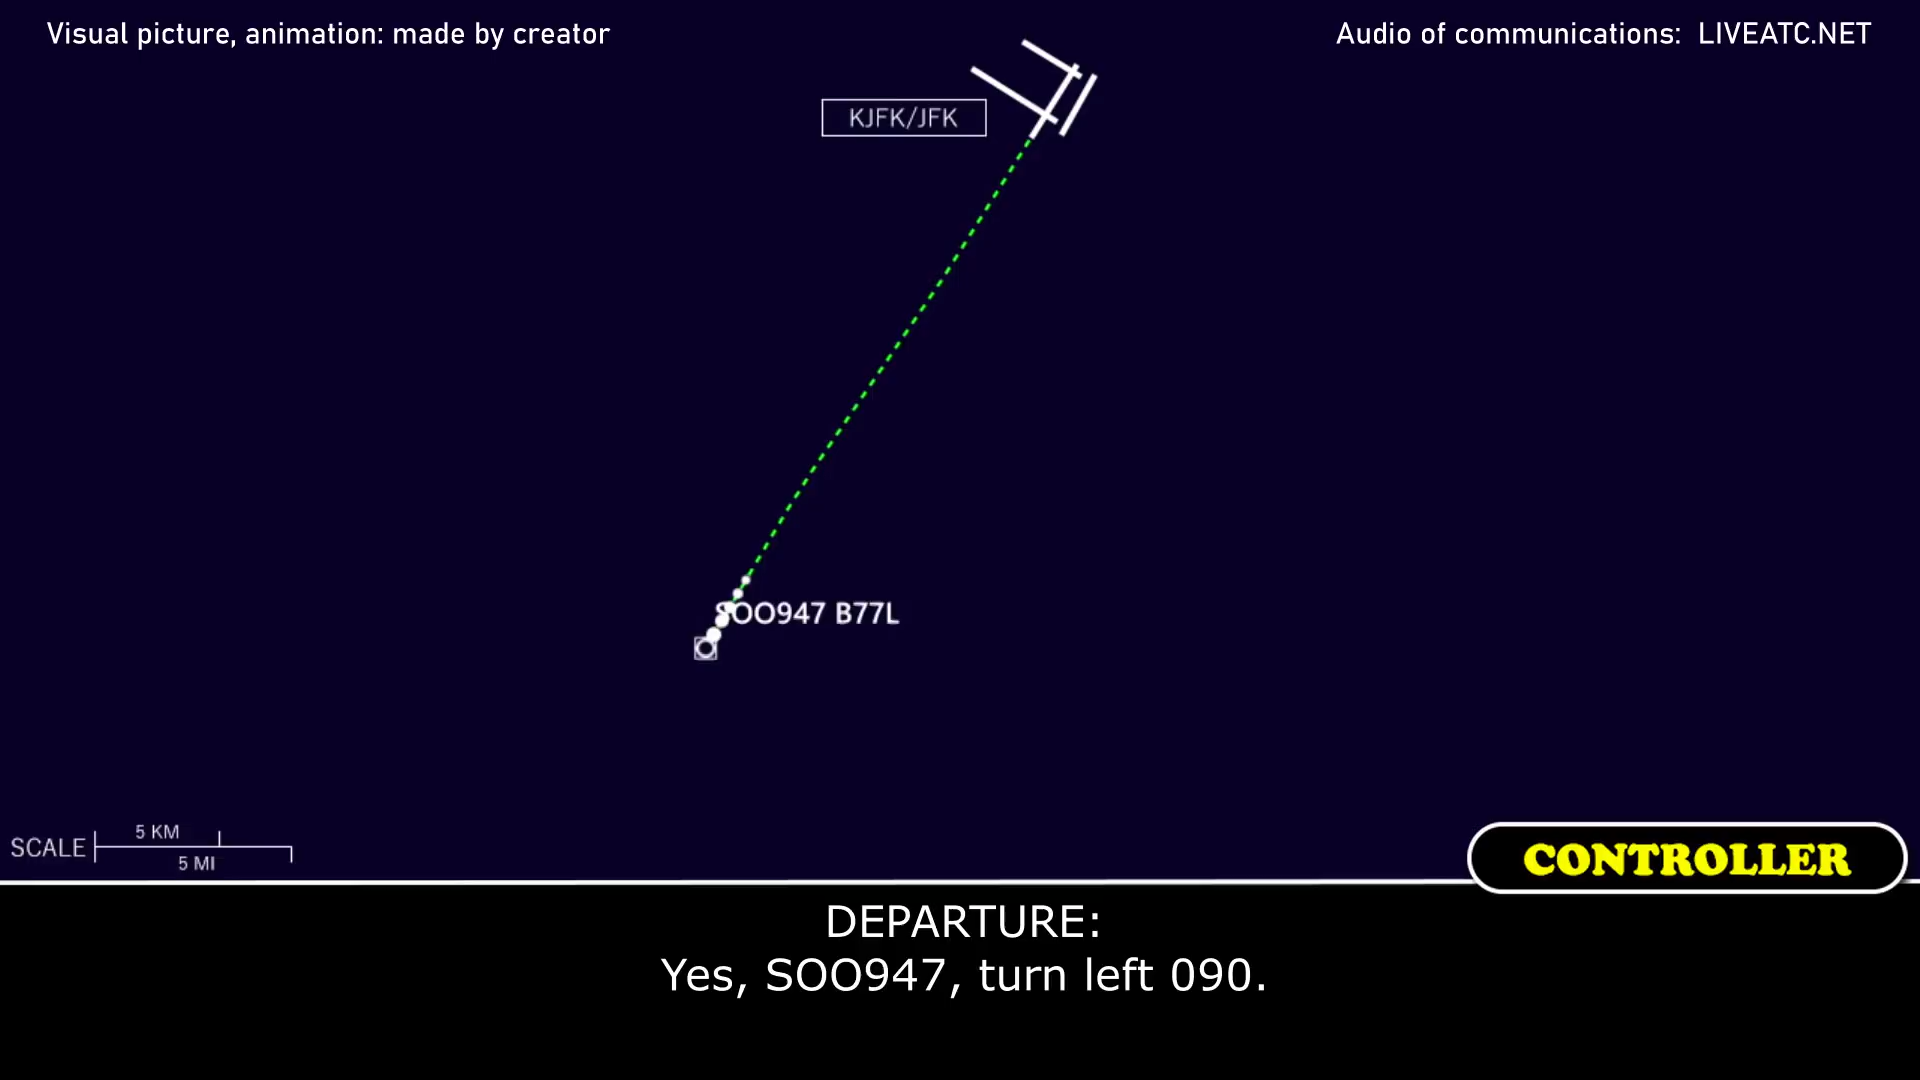 Visual picture, animation: made by creator
Audio of communications: LIVEATC.NET
KJFK/JFK
SOO947 B77L
5 KM
SCALE
5 MI
CONTROLLER
DEPARTURE:
Yes, SOO947, turn left 090.